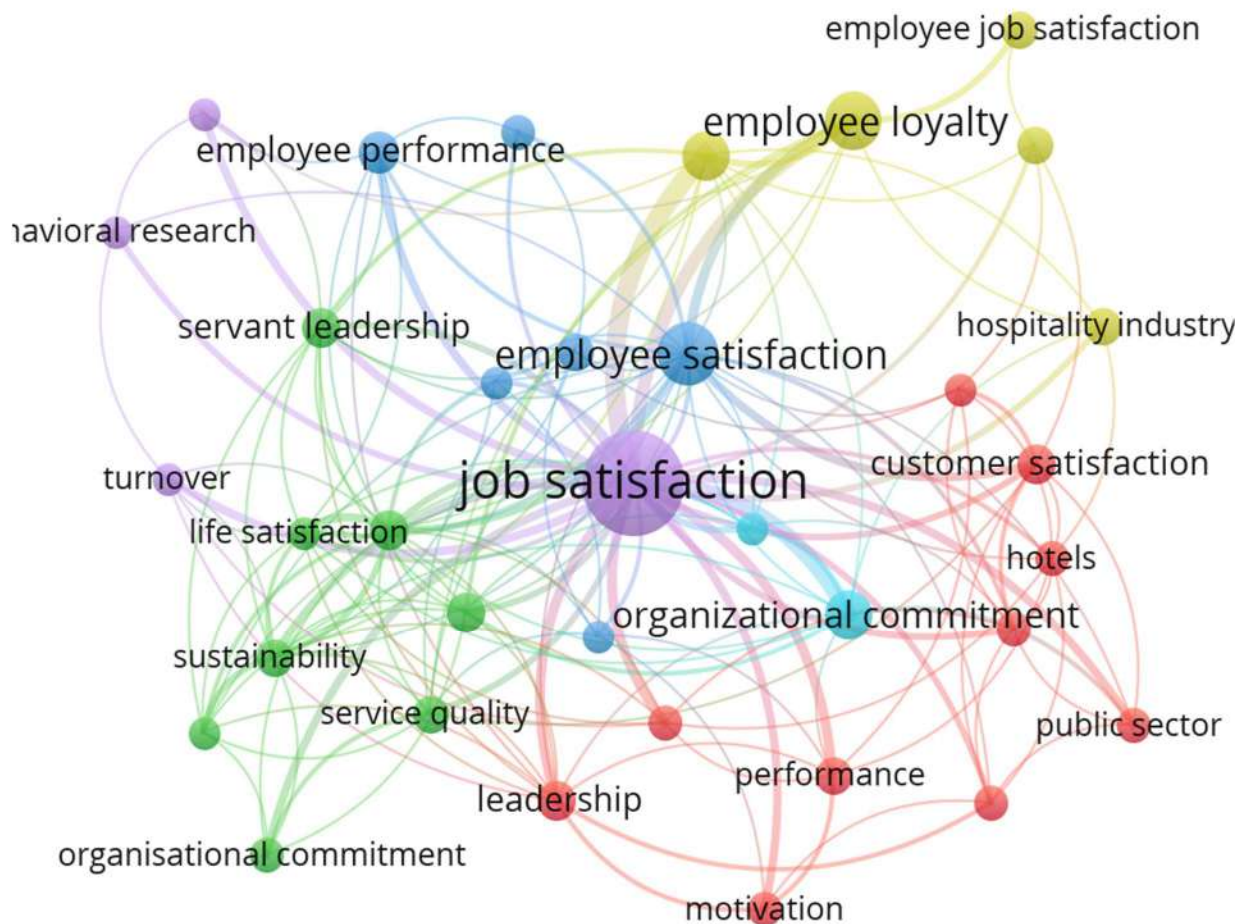 employee job satisfaction
employee loyalty
employee performance
navioral research
servant leadership
hospitality industry
employee satisfaction
customer satisfaction
job satisfaction
turnover
life satisfaction
hotels
organizational commitment
sustainability
service quality
public sector
performance
leadership
organisational commitment
motivation